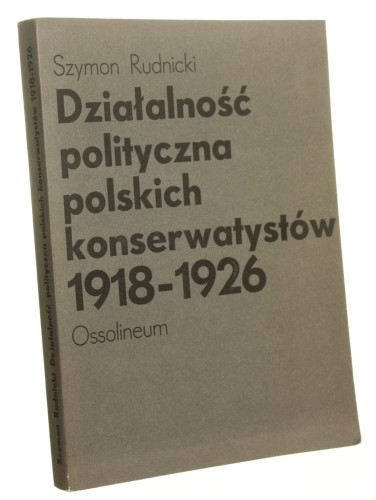 Szymon Rudnicki
Działalność
polityczna
polskich
konserwatystów
1918-1926
Ossolineum
Szymon Rudnicki Działalność polityczna polskich konserwatystów 1918-1926